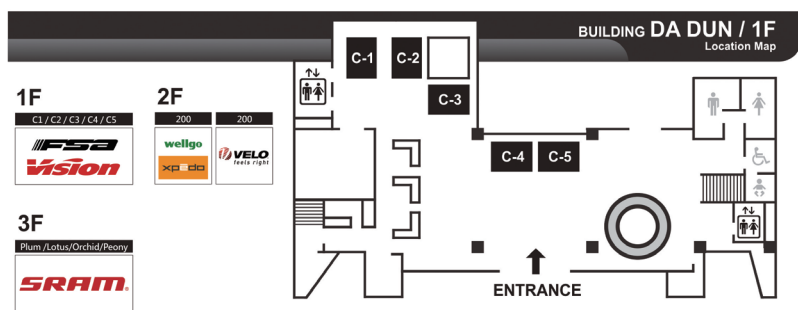 BUILDING DA DUN / 1F
Location Map
1F
C1 / C2 / C3 / C4 / C5
FSA
Vision
2F
200
wellgo
xpedo
200
VELO
feels right
3F
Plum /Lotus/Orchid/Peony
SRAM
C-1
C-2
C-3
C-4
C-5
ENTRANCE